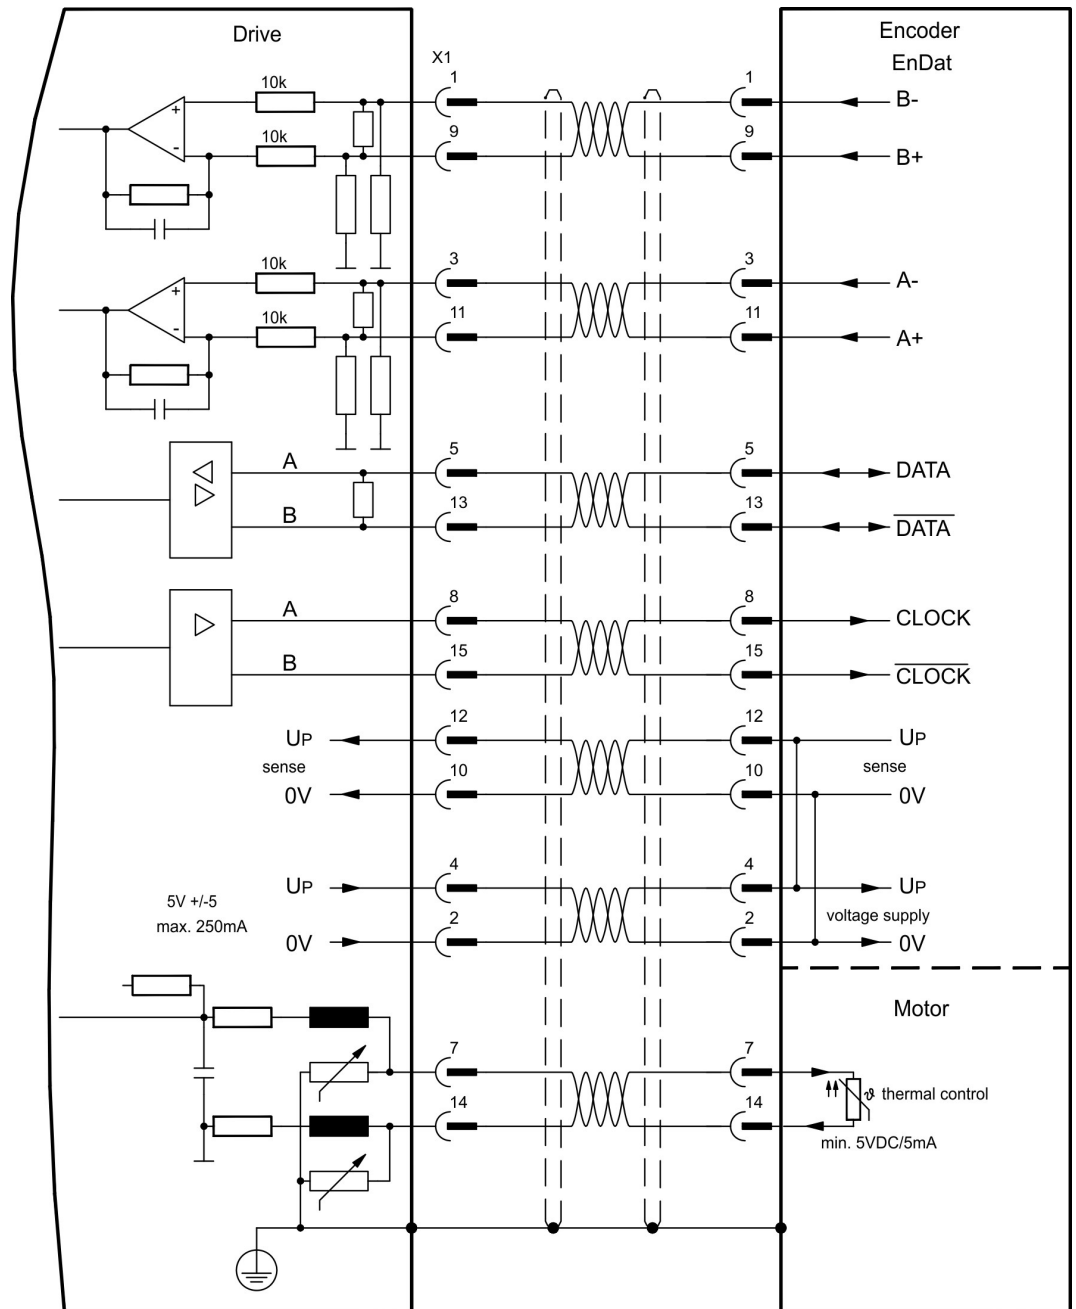 Drive
Encoder
EnDat
X1
10k
1
1
B-
10k
9
9
B+
10k
3
3
A-
10k
11
11
A+
A
5
5
DATA
B
13
13
DATA
A
8
8
CLOCK
B
15
15
CLOCK
UP
12
12
UP
sense
sense
0V
10
10
0V
UP
4
4
UP
5V +/-5
max. 250mA
voltage supply
0V
2
2
0V
Motor
7
7
ϑ thermal control
14
14
min. 5VDC/5mA